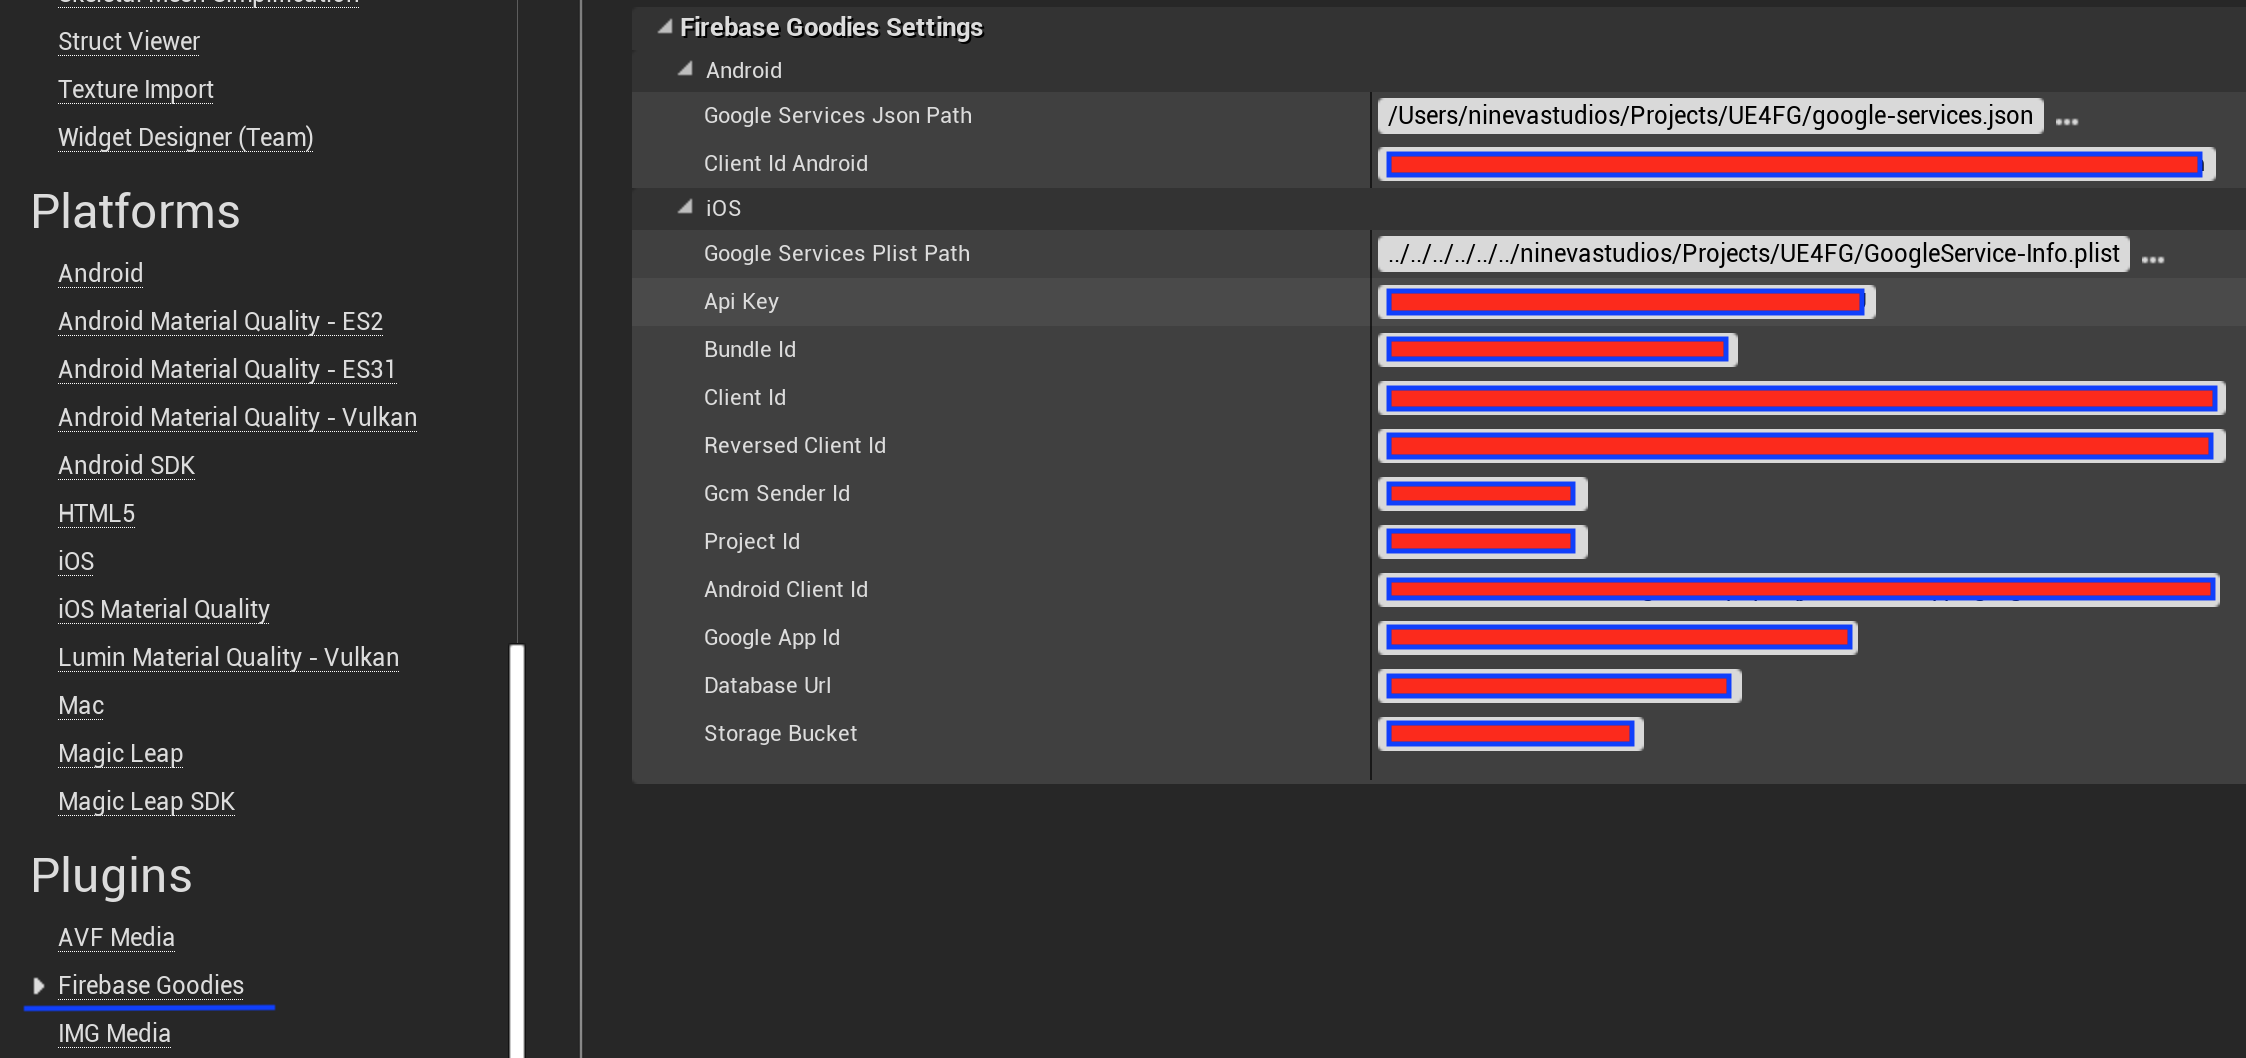 Struct Viewer
Texture Import
Widget Designer (Team)
Platforms
Android
Android Material Quality - ES2
Android Material Quality - ES31
Android Material Quality - Vulkan
Android SDK
HTML5
iOS
iOS Material Quality
Lumin Material Quality - Vulkan
Mac
Magic Leap
Magic Leap SDK
Plugins
AVF Media
Firebase Goodies
IMG Media
Firebase Goodies Settings
Android
Google Services Json Path /Users/ninevastudios/Projects/UE4FG/google-services.json ...
Client Id Android
iOS
Google Services Plist Path ../../../../../../ninevastudios/Projects/UE4FG/GoogleService-Info.plist ...
Api Key
Bundle Id
Client Id
Reversed Client Id
Gcm Sender Id
Project Id
Android Client Id
Google App Id
Database Url
Storage Bucket